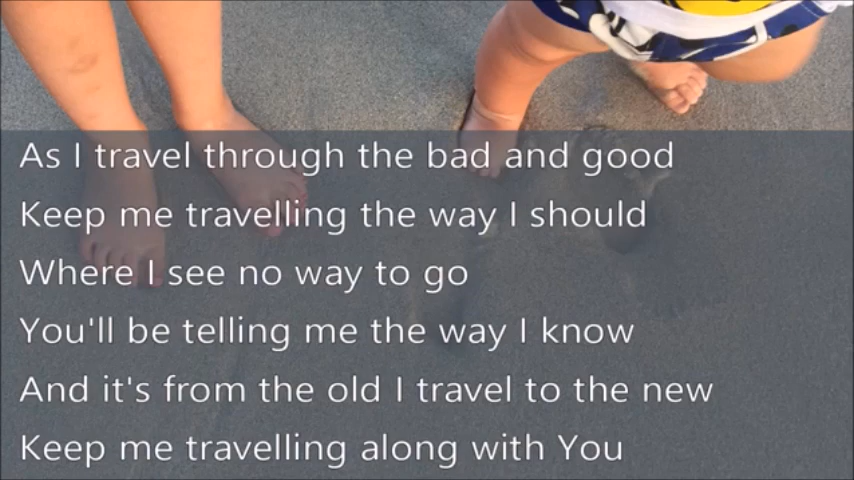 As I travel through the bad and good
Keep me travelling the way I should
Where I see no way to go
You'll be telling me the way I know
And it's from the old I travel to the new
Keep me travelling along with You